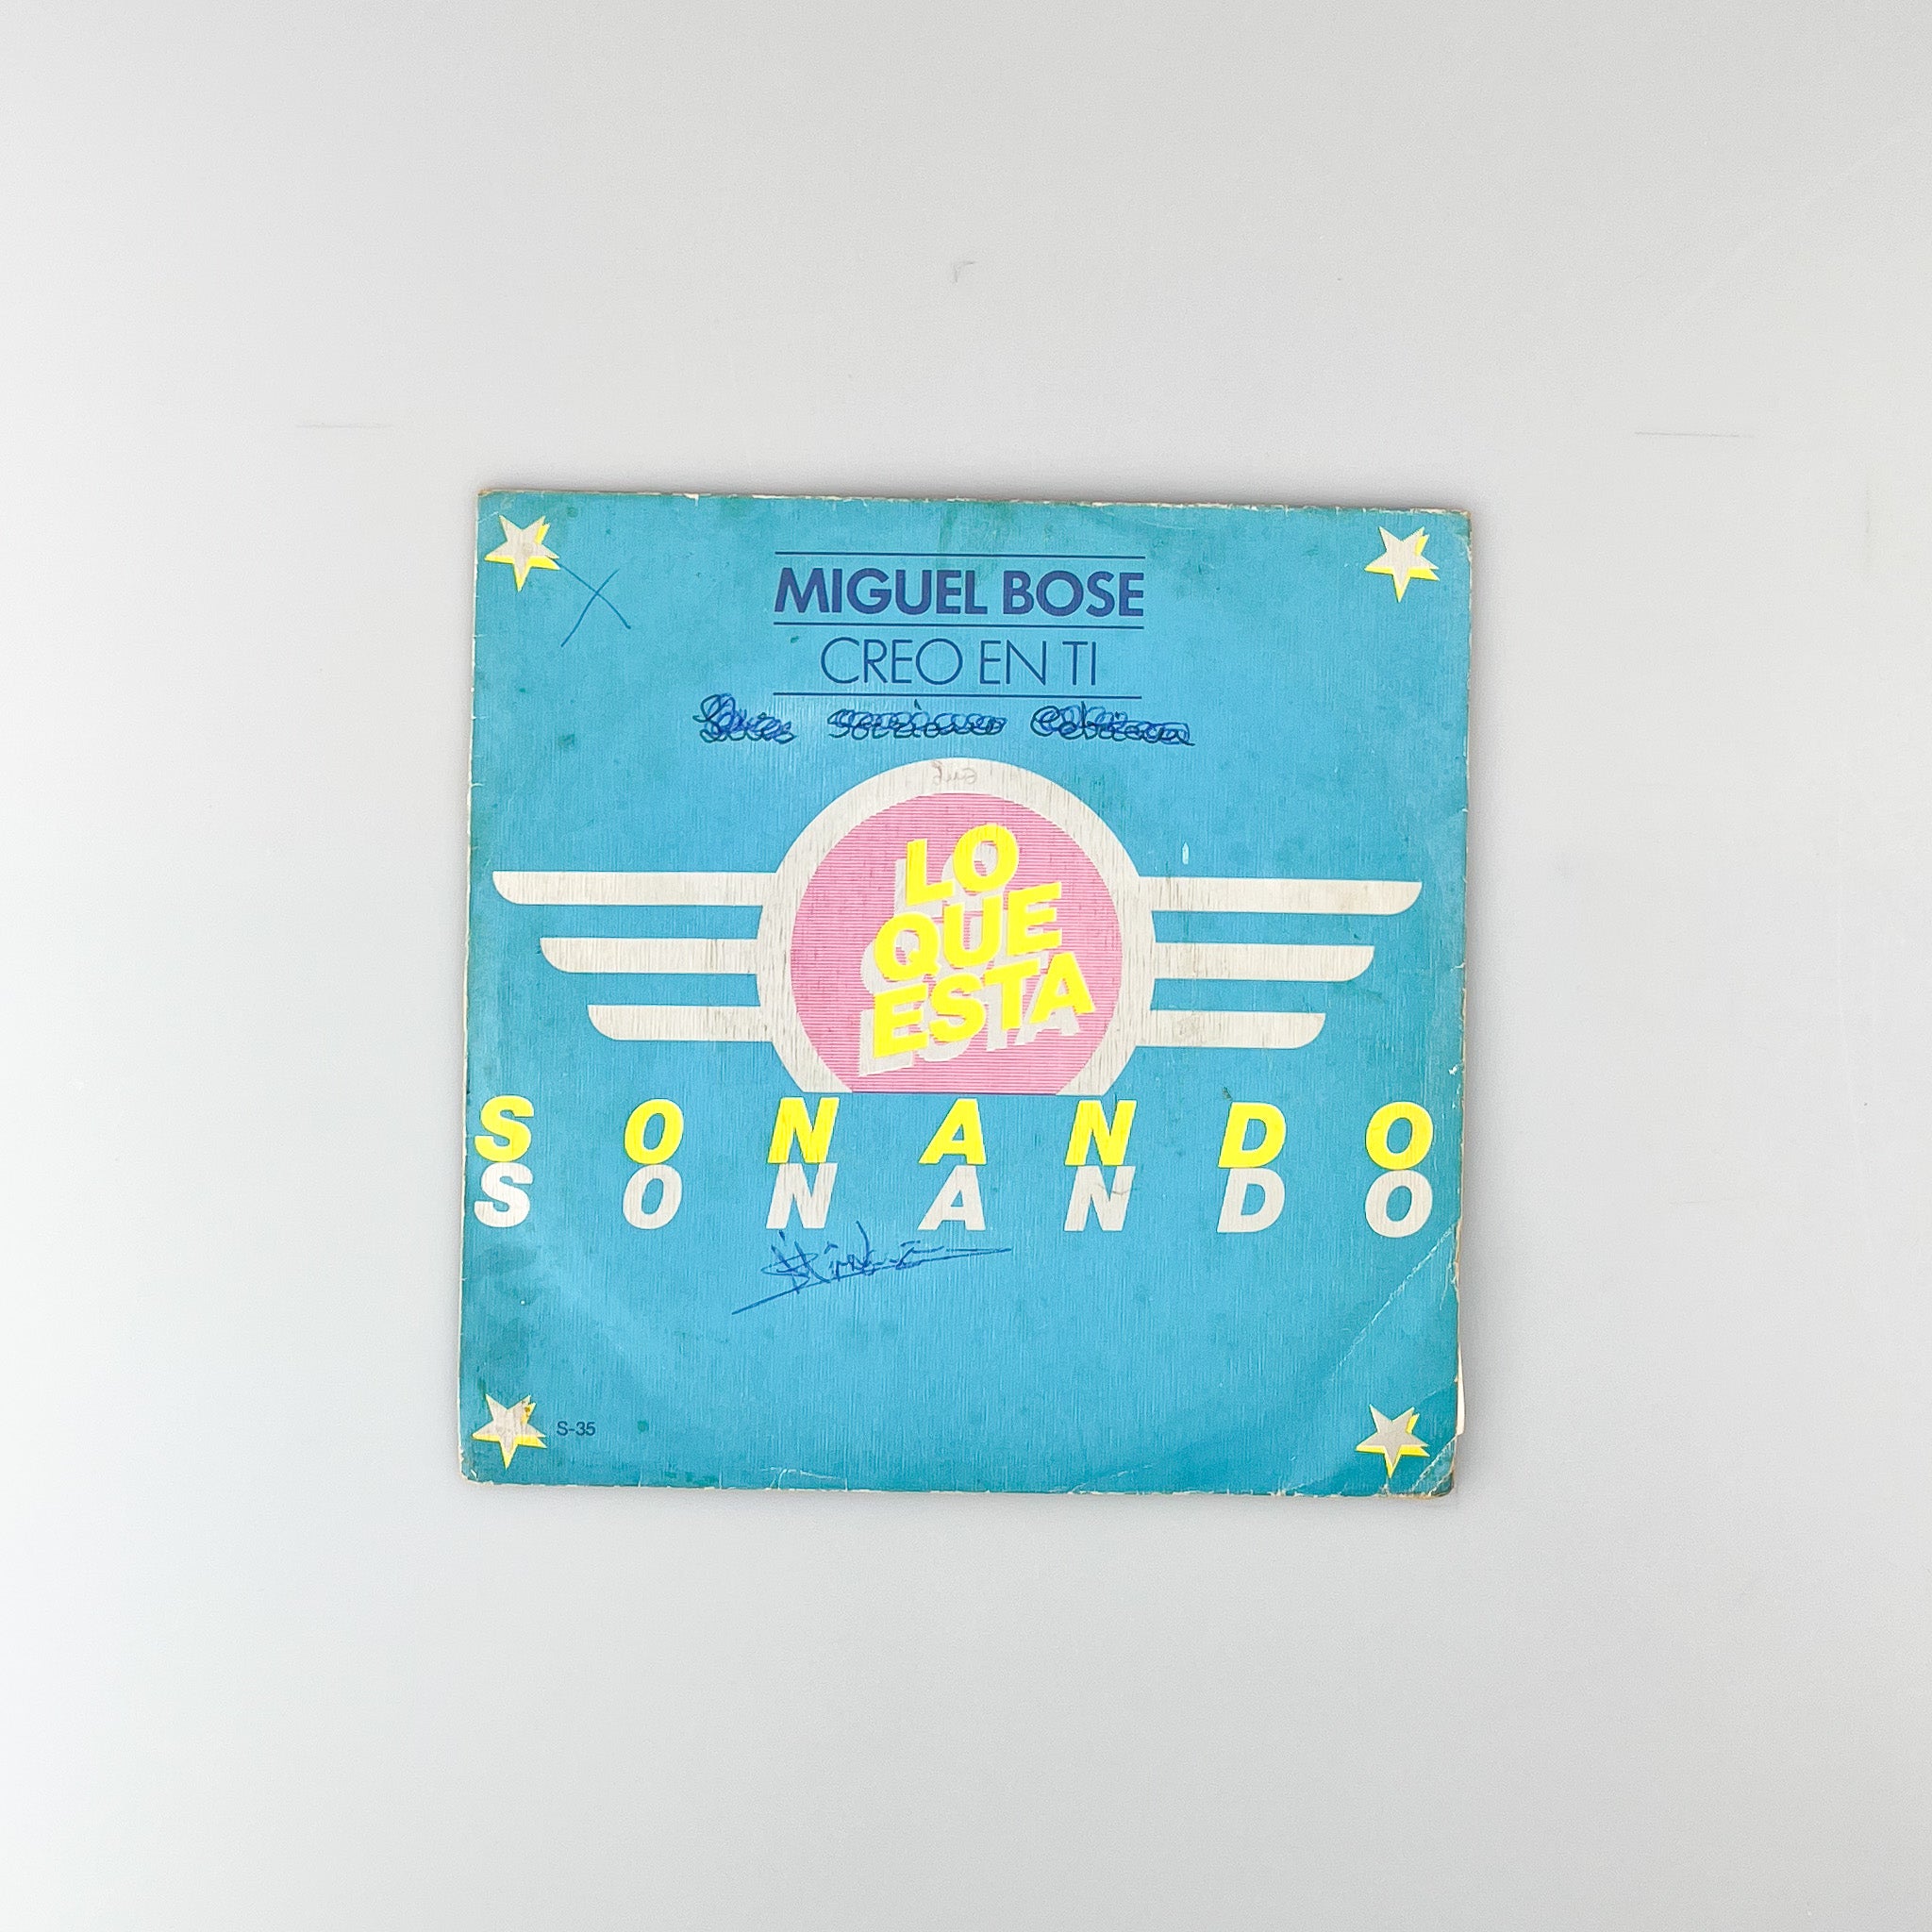 MIGUEL BOSE
CREO EN TI
LO
QUE
ESTA
SONANDO
SONANDO
S-35